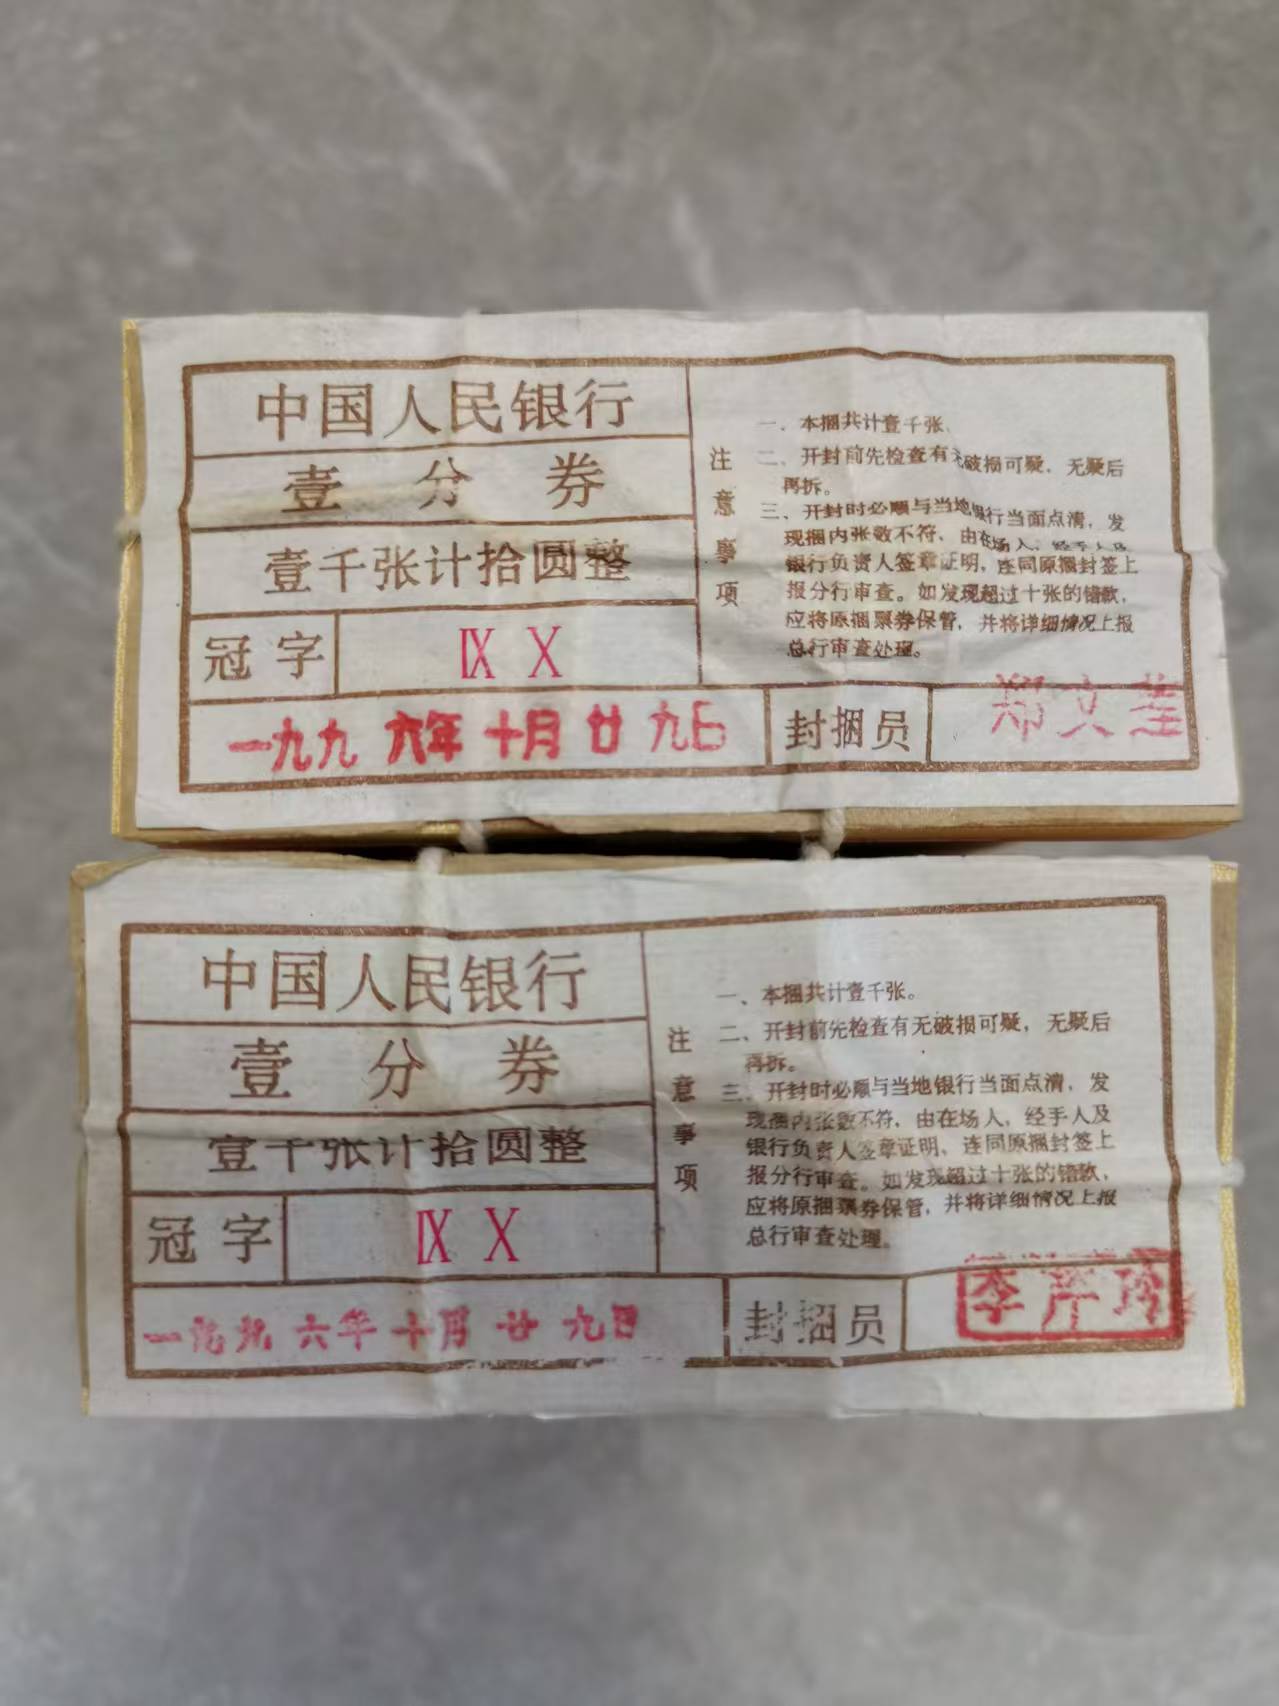 中国人民银行
壹分券
壹千张计拾圆整
冠字 ⅨⅩ
一九九六年十月廿九日
注意事项
一、本捆共计壹千张
二、开封前先检查有无破损可疑，无疑后
再拆。
三、开封时必顺与当地银行当面点清，发
现捆内张数不符，由在场人、经手人及
银行负责人签章证明，连同原捆封签上
报分行审查。如发现超过十张的错款，
应将原捆票券保管，并将详细情况上报
总行审查处理。
封捆员 郑文
中国人民银行
壹分券
壹千张计拾圆整
冠字 ⅨⅩ
一九九六年十月廿九日
注意事项
一、本捆共计壹千张。
二、开封前先检查有无破损可疑，无疑后
再拆。
三、开封时必顺与当地银行当面点清，发
现捆内张数不符，由在场人，经手人及
银行负责人签章证明，连同原捆封签上
报分行审查。如发现超过十张的错款，
应将原捆票券保管，并将详细情况上报
总行审查处理。
封捆员 李芹玲